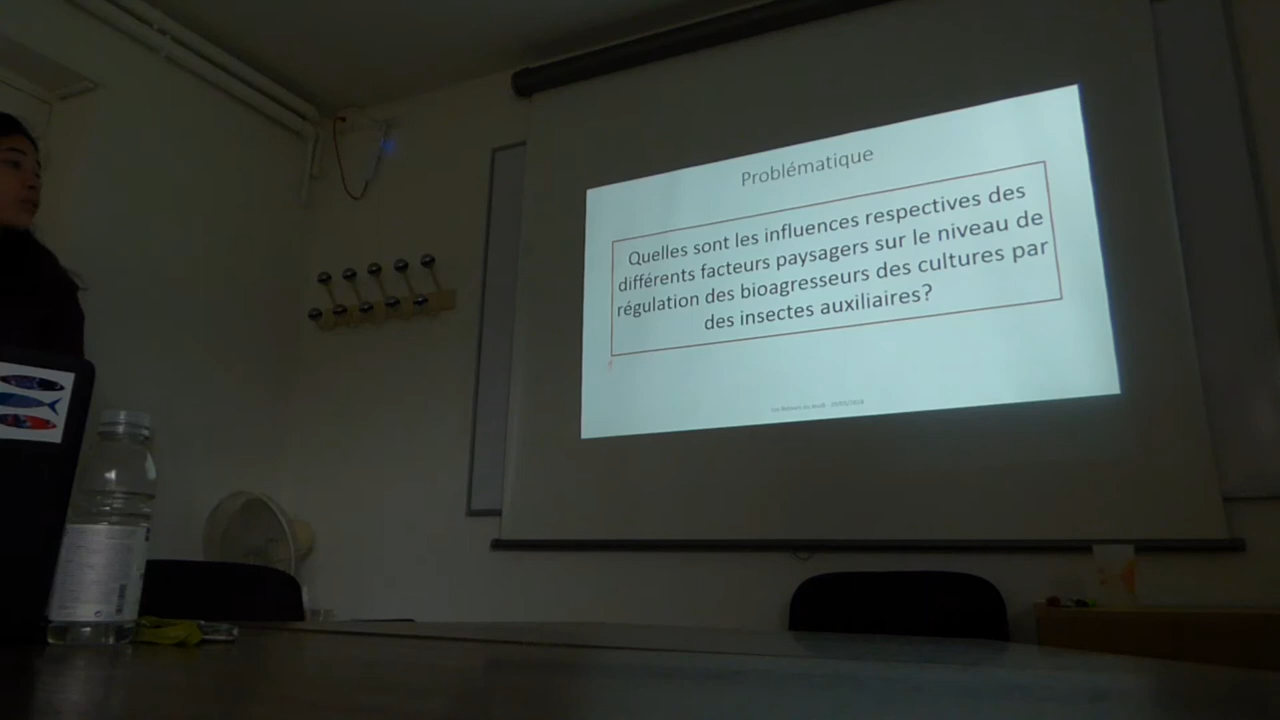 Problématique
Quelles sont les influences respectives des
différents facteurs paysagers sur le niveau de
régulation des bioagresseurs des cultures par
des insectes auxiliaires?